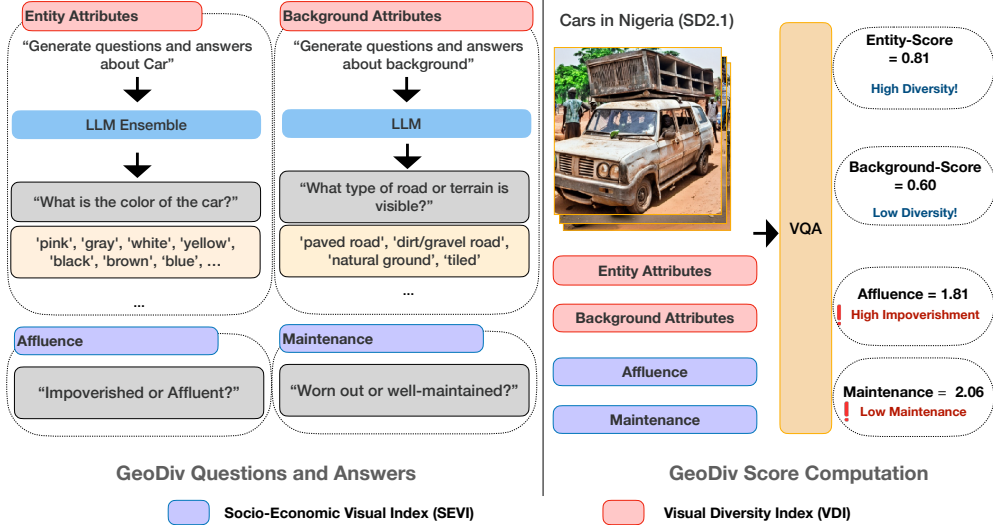 Entity Attributes
“Generate questions and answers
about Car”
LLM Ensemble
“What is the color of the car?”
'pink', 'gray', 'white', 'yellow',
'black', 'brown', ‘blue’, …
...
Background Attributes
“Generate questions and answers
about background”
LLM
“What type of road or terrain is
visible?”
'paved road', 'dirt/gravel road',
'natural ground', ‘tiled’
...
Affluence
“Impoverished or Affluent?”
Maintenance
“Worn out or well-maintained?”
GeoDiv Questions and Answers
Cars in Nigeria (SD2.1)
Entity Attributes
Background Attributes
Affluence
Maintenance
VQA
Entity-Score
= 0.81
High Diversity!
Background-Score
= 0.60
Low Diversity!
Affluence = 1.81
❗ High Impoverishment
Maintenance = 2.06
❗ Low Maintenance
GeoDiv Score Computation
Socio-Economic Visual Index (SEVI)
Visual Diversity Index (VDI)